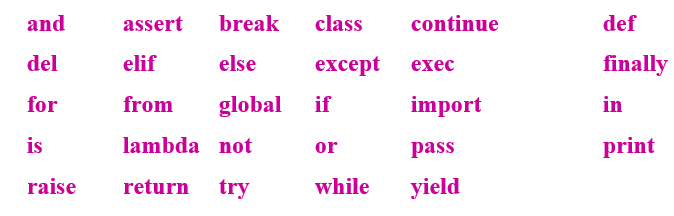 and assert break class continue def
del elif else except exec finally
for from global if import in
is lambda not or pass print
raise return try while yield